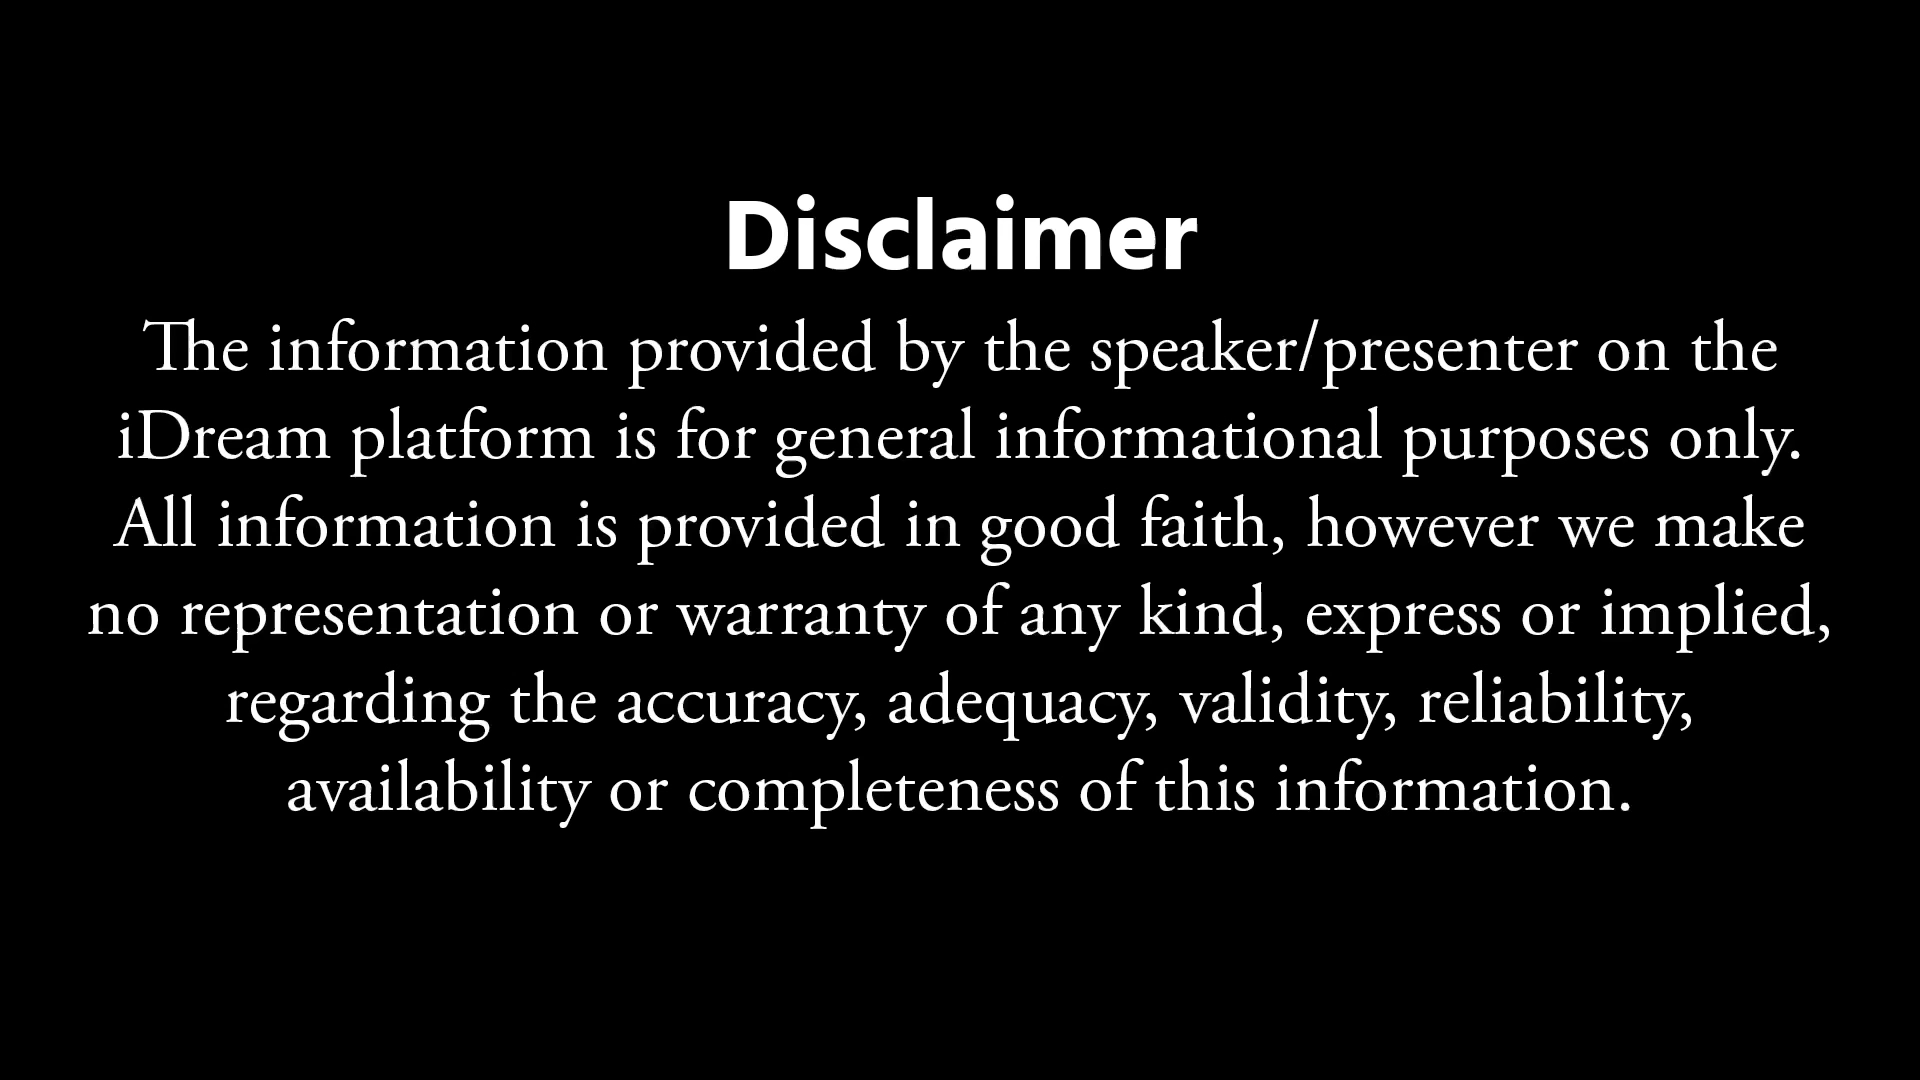 Disclaimer
The information provided by the speaker/presenter on the
iDream platform is for general informational purposes only.
All information is provided in good faith, however we make
no representation or warranty of any kind, express or implied,
regarding the accuracy, adequacy, validity, reliability,
availability or completeness of this information.